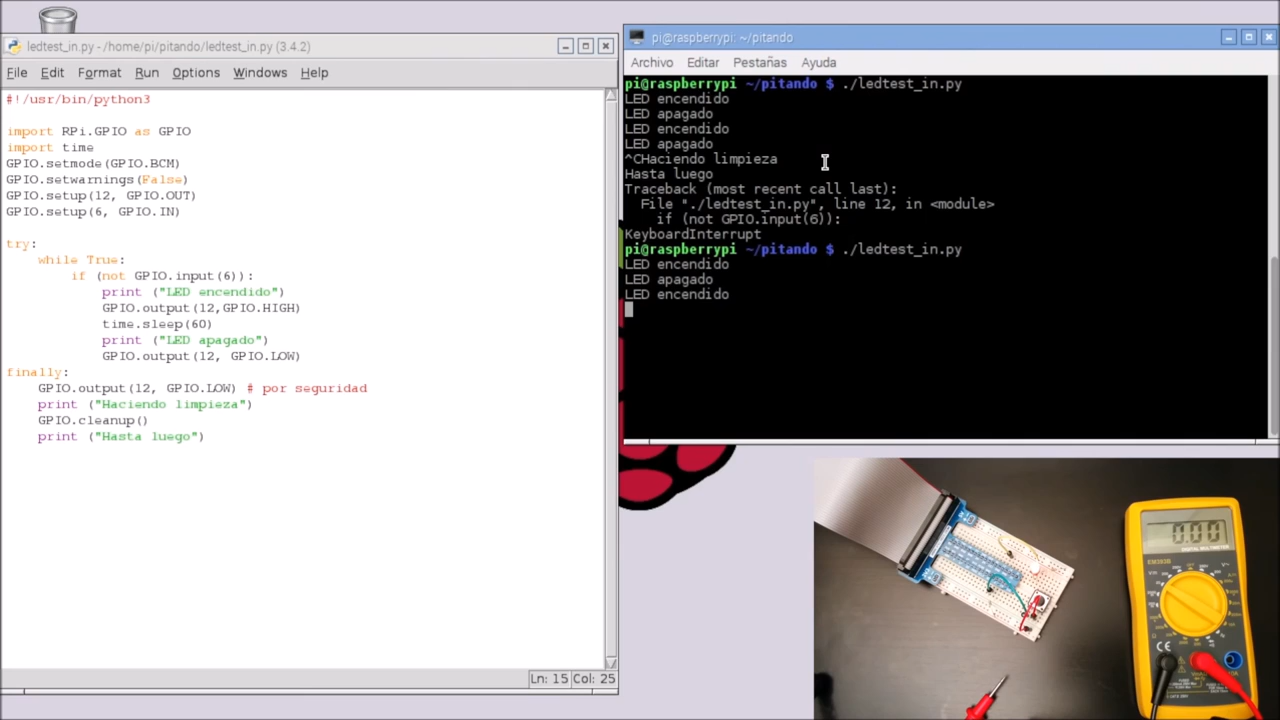 ledtest_in.py - /home/pi/pitando/ledtest_in.py (3.4.2)
File Edit Format Run Options Windows Help
#!/usr/bin/python3
import RPi.GPIO as GPIO
import time
GPIO.setmode(GPIO.BCM)
GPIO.setwarnings(False)
GPIO.setup(12, GPIO.OUT)
GPIO.setup(6, GPIO.IN)
try:
while True:
if (not GPIO.input(6)):
print ("LED encendido")
GPIO.output(12,GPIO.HIGH)
time.sleep(60)
print ("LED apagado")
GPIO.output(12, GPIO.LOW)
finally:
GPIO.output(12, GPIO.LOW) # por seguridad
print ("Haciendo limpieza")
GPIO.cleanup()
print ("Hasta luego")
Ln: 15 Col: 25
pi@raspberrypi: ~/pitando
Archivo Editar Pestañas Ayuda
pi@raspberrypi ~/pitando $ ./ledtest_in.py
LED encendido
LED apagado
LED encendido
LED apagado
^CHaciendo limpieza
Hasta luego
Traceback (most recent call last):
File "./ledtest_in.py", line 12, in <module>
if (not GPIO.input(6)):
KeyboardInterrupt
pi@raspberrypi ~/pitando $ ./ledtest_in.py
LED encendido
LED apagado
LED encendido
0.00
DIGITAL MULTIMETER